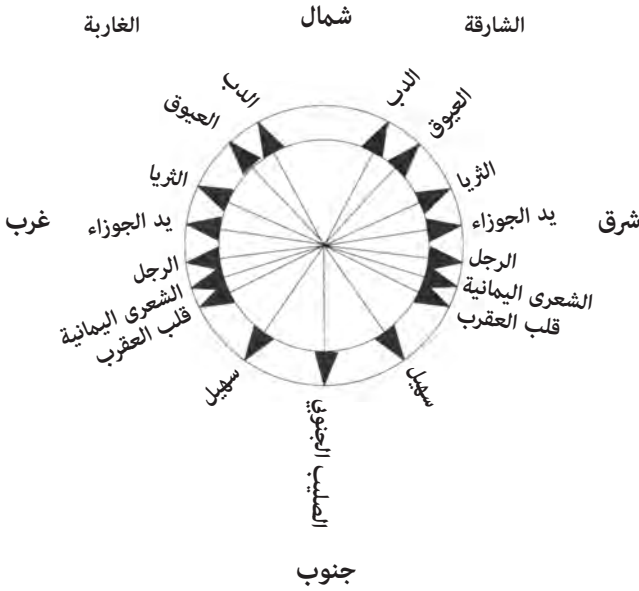 شمال
الشارقة
الغاربة
الدب
العيوق
الثريا
يد الجوزاء
شرق
الرجل
الشعرى اليمانية
قلب العقرب
سهيل
الدب
العيوق
الثريا
يد الجوزاء
غرب
الرجل
الشعرى اليمانية
قلب العقرب
سهيل
الصليب الجنوبي
جنوب